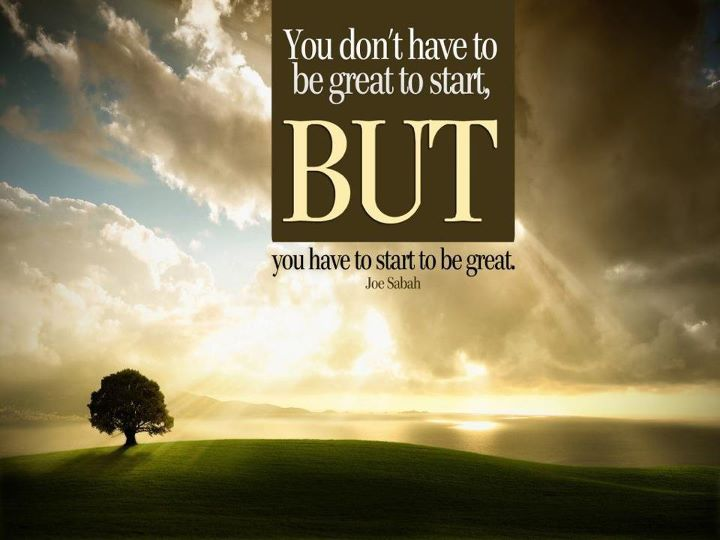 You don't have to
be great to start,
BUT
you have to start to be great.
Joe Sabah